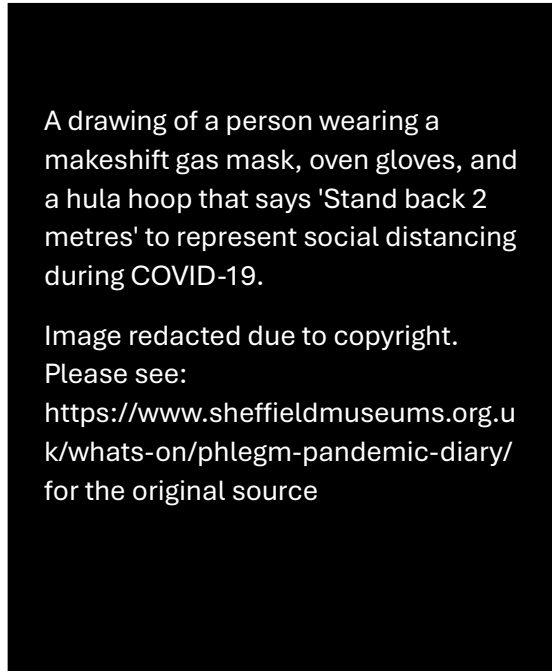 A drawing of a person wearing a
makeshift gas mask, oven gloves, and
a hula hoop that says 'Stand back 2
metres' to represent social distancing
during COVID-19.
Image redacted due to copyright.
Please see:
https://www.sheffieldmuseums.org.u
k/whats-on/phlegm-pandemic-diary/
for the original source